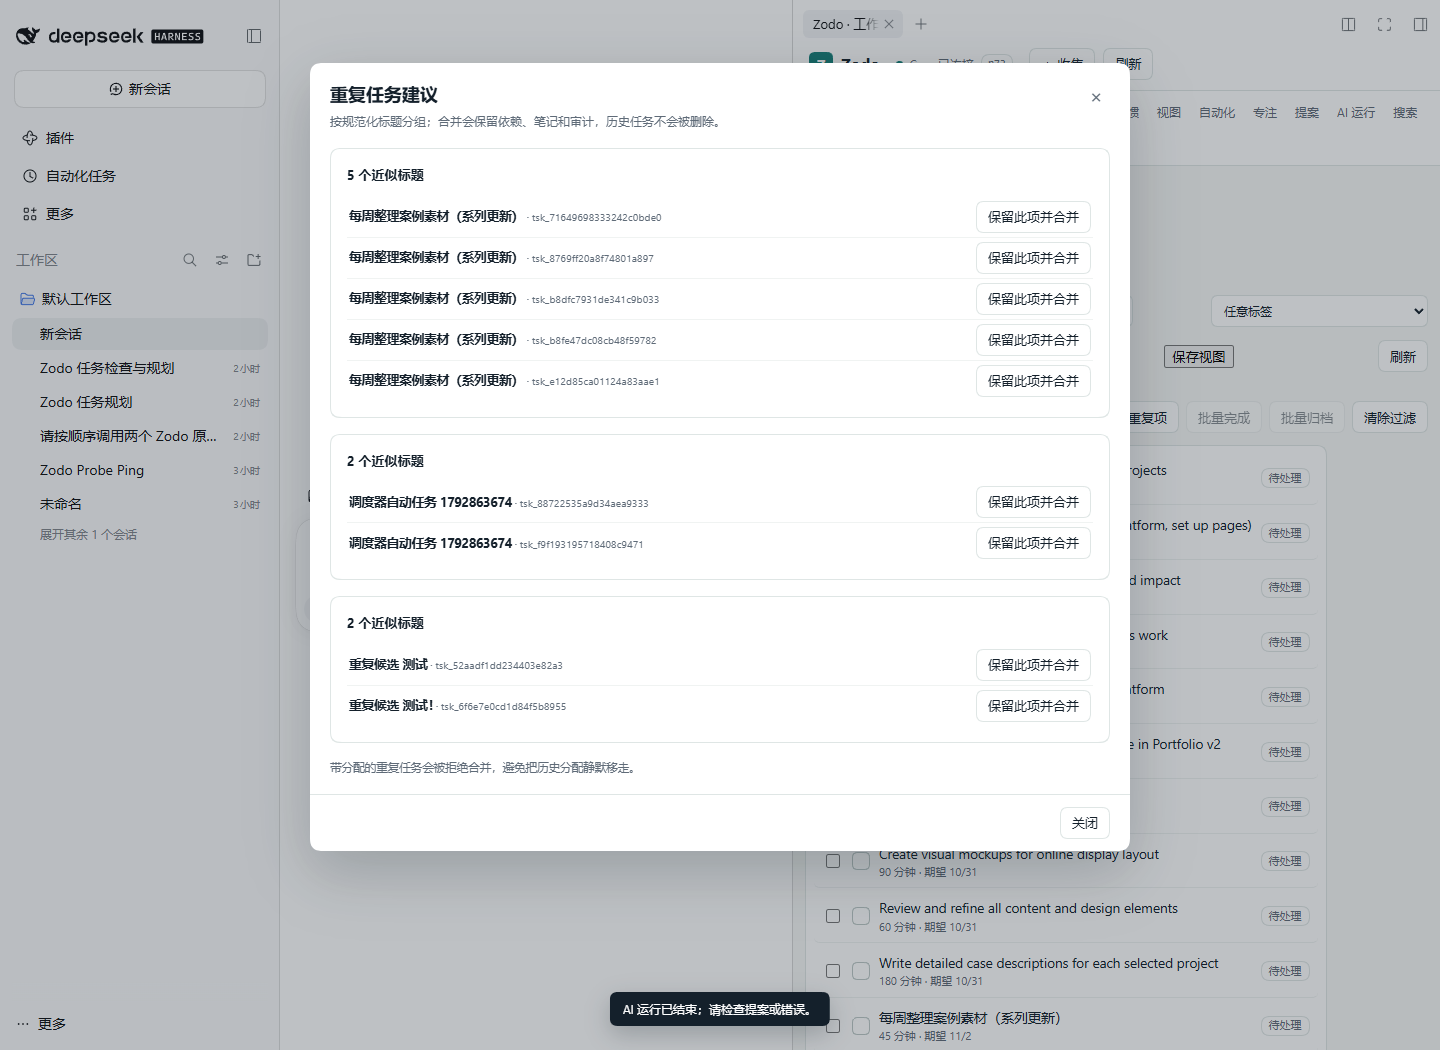 deepseek HARNESS
新会话
插件
自动化任务
更多
工作区
默认工作区
新会话
Zodo 任务检查与规划 2 小时
Zodo 任务规划 2 小时
请按顺序调用两个 Zodo 原... 2 小时
Zodo Probe Ping 3 小时
未命名 3 小时
展开其余 1 个会话
··· 更多
Zodo · 工作
刷新
视图 自动化 专注 提案 AI 运行 搜索
任意标签
保存视图
刷新
重复项 批量完成 批量归档 清除过滤
待处理
tform, set up pages) 待处理
d impact 待处理
s work 待处理
待处理
e in Portfolio v2 待处理
待处理
Create visual mockups for online display layout 待处理
90 分钟 · 期望 10/31
Review and refine all content and design elements 待处理
60 分钟 · 期望 10/31
Write detailed case descriptions for each selected project 待处理
180 分钟 · 期望 10/31
每周整理案例素材（系列更新） 待处理
45 分钟 · 期望 11/2
重复任务建议
按规范化标题分组；合并会保留依赖、笔记和审计，历史任务不会被删除。
5 个近似标题
每周整理案例素材（系列更新） · tsk_71649698333242c0bde0 保留此项并合并
每周整理案例素材（系列更新） · tsk_8769ff20a8f74801a897 保留此项并合并
每周整理案例素材（系列更新） · tsk_b8dfc7931de341c9b033 保留此项并合并
每周整理案例素材（系列更新） · tsk_b8fe47dc08cb48f59782 保留此项并合并
每周整理案例素材（系列更新） · tsk_e12d85ca01124a83aae1 保留此项并合并
2 个近似标题
调度器自动任务 1792863674 · tsk_88722535a9d34aea9333 保留此项并合并
调度器自动任务 1792863674 · tsk_f9f193195718408c9471 保留此项并合并
2 个近似标题
重复候选 测试 · tsk_52aadf1dd234403e82a3 保留此项并合并
重复候选 测试! · tsk_6f6e7e0cd1d84f5b8955 保留此项并合并
带分配的重复任务会被拒绝合并，避免把历史分配静默移走。
关闭
AI 运行已结束；请检查提案或错误。